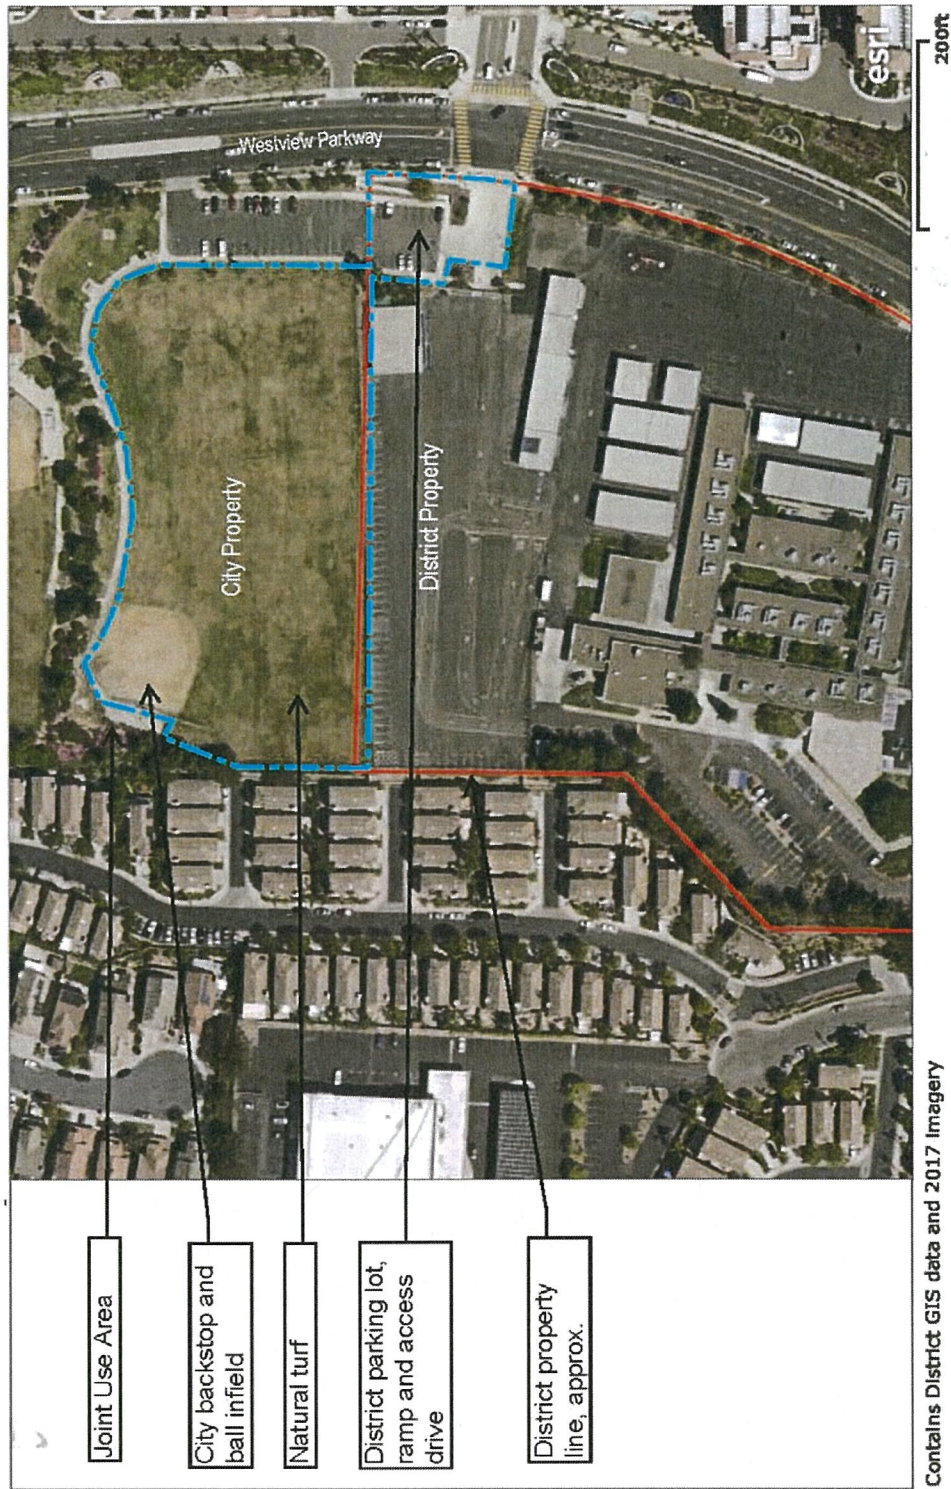 Joint Use Area
City backstop and
ball infield
Natural turf
District parking lot,
ramp and access
drive
District property
line, approx.
City Property
District Property
Westview Parkway
esri
200ft
Contains District GIS data and 2017 Imagery